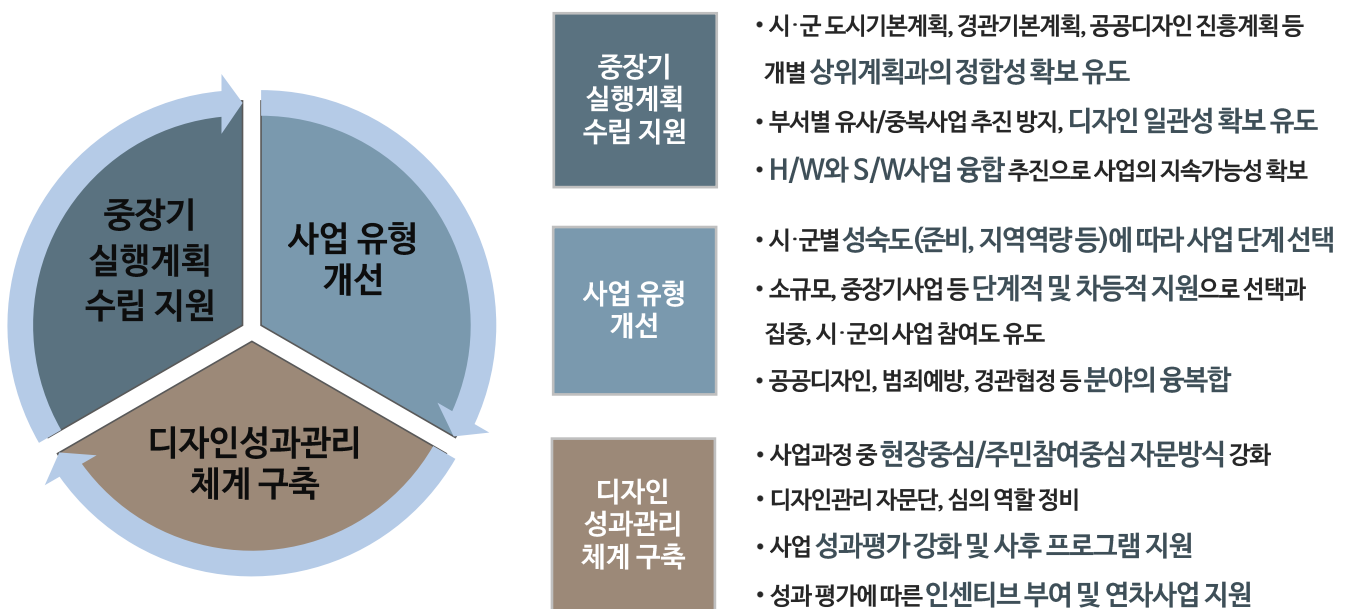 중장기
실행계획
수립 지원
사업 유형
개선
디자인성과관리
체계 구축
중장기
실행계획
수립 지원
• 시·군 도시기본계획, 경관기본계획, 공공디자인 진흥계획 등
개별 상위계획과의 정합성 확보 유도
• 부서별 유사/중복사업 추진 방지, 디자인 일관성 확보 유도
• H/W와 S/W사업 융합 추진으로 사업의 지속가능성 확보
사업 유형
개선
• 시·군별 성숙도(준비, 지역역량 등)에 따라 사업 단계 선택
• 소규모, 중장기사업 등 단계적 및 차등적 지원으로 선택과
집중, 시·군의 사업 참여도 유도
• 공공디자인, 범죄예방, 경관협정 등 분야의 융복합
디자인
성과관리
체계 구축
• 사업과정 중 현장중심/주민참여중심 자문방식 강화
• 디자인관리 자문단, 심의 역할 정비
• 사업 성과평가 강화 및 사후 프로그램 지원
• 성과 평가에 따른 인센티브 부여 및 연차사업 지원